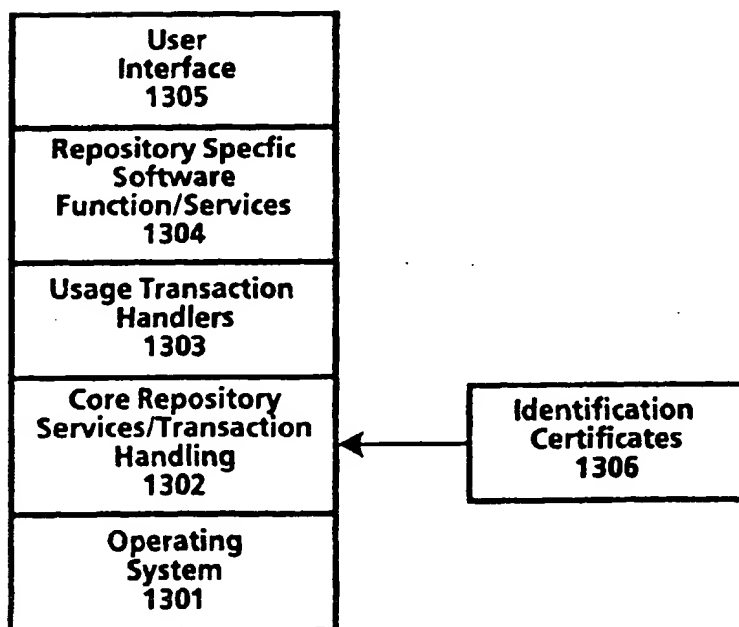 User
Interface
1305
Repository Specfic
Software
Function/Services
1304
Usage Transaction
Handlers
1303
Core Repository
Services/Transaction
Handling
1302
Identification
Certificates
1306
Operating
System
1301